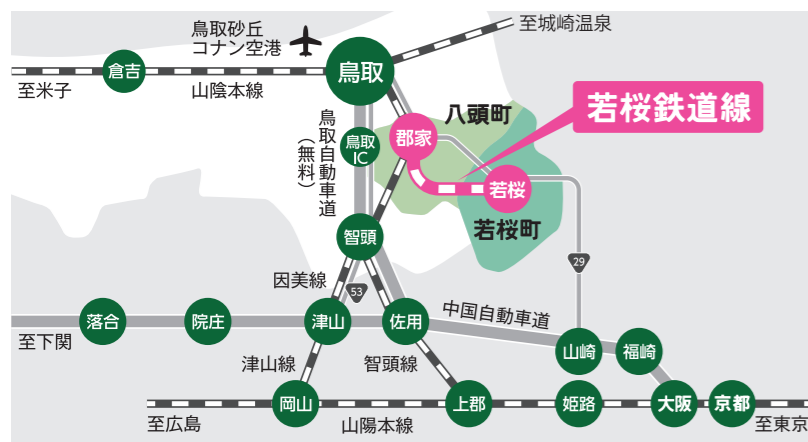 鳥取砂丘
コナン空港
至城崎温泉
倉吉
鳥取
至米子
山陰本線
八頭町
若桜鉄道線
鳥取自動車道
(無料)
鳥取
IC
郡家
若桜
若桜町
智頭
因美線
53
29
中国自動車道
落合
院庄
津山
佐用
至下関
山崎
福崎
津山線
智頭線
岡山
上郡
姫路
大阪
京都
至広島
山陽本線
至東京